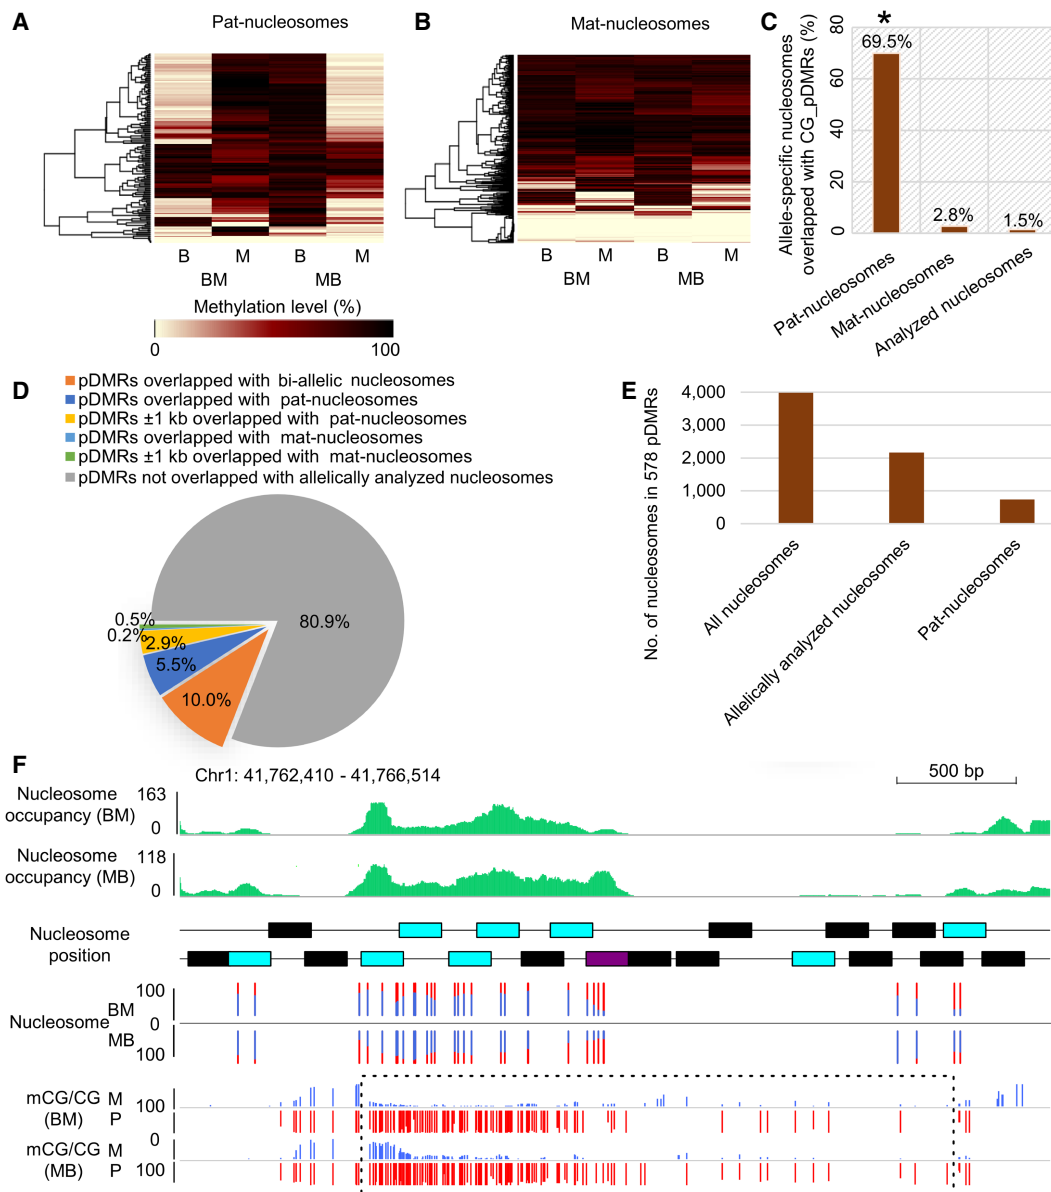 A
Pat-nucleosomes
B M B M
BM MB
B
Mat-nucleosomes
B M B M
BM MB
Methylation level (%)
0 100
C
Allele-specific nucleosomes
overlapped with CG_pDMRs (%)
80
60
40
20
0
*
69.5%
2.8%
1.5%
Pat-nucleosomes
Mat-nucleosomes
Analyzed nucleosomes
D
pDMRs overlapped with bi-allelic nucleosomes
pDMRs overlapped with pat-nucleosomes
pDMRs ±1 kb overlapped with pat-nucleosomes
pDMRs overlapped with mat-nucleosomes
pDMRs ±1 kb overlapped with mat-nucleosomes
pDMRs not overlapped with allelically analyzed nucleosomes
80.9%
0.5%
0.2%
2.9%
5.5%
10.0%
E
No. of nucleosomes in 578 pDMRs
4,000
3,000
2,000
1,000
0
All nucleosomes
Allelically analyzed nucleosomes
Pat-nucleosomes
F
Chr1: 41,762,410 - 41,766,514
500 bp
Nucleosome
occupancy (BM)
163
0
Nucleosome
occupancy (MB)
118
0
Nucleosome
position
Nucleosome
100
BM
0
MB
100
mCG/CG M
(BM) P
100
0
mCG/CG M
(MB) P
100